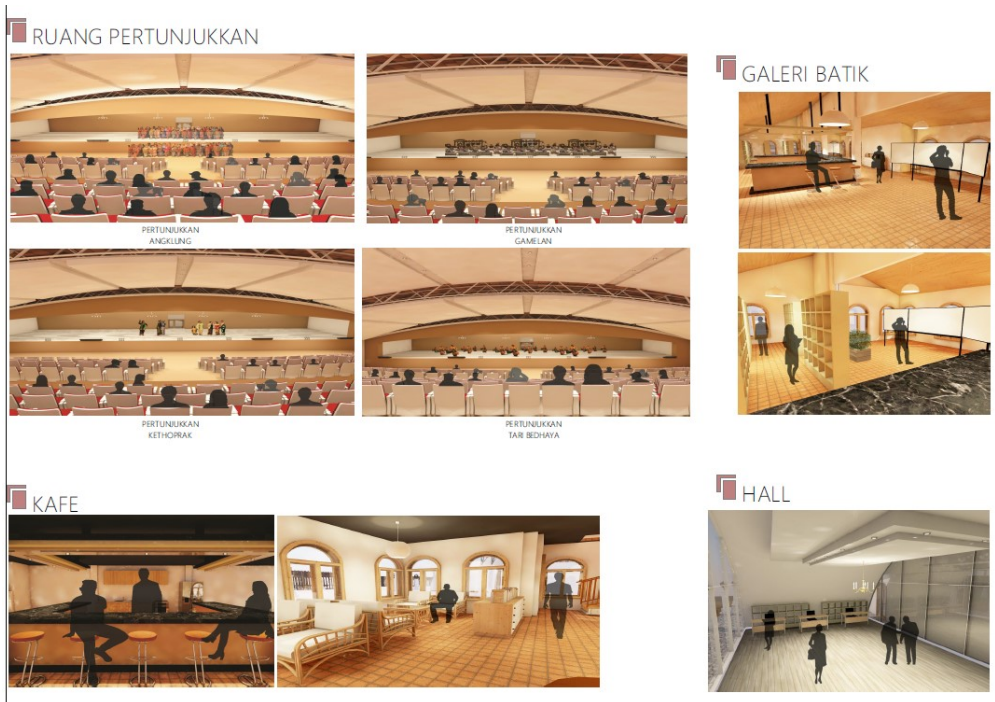 RUANG PERTUNJUKKAN
PERTUNJUKKAN
ANGKLUNG
PERTUNJUKKAN
GAMELAN
PERTUNJUKKAN
KETHOPRAK
PERTUNJUKKAN
TARI BEDHAYA
GALERI BATIK
KAFE
HALL